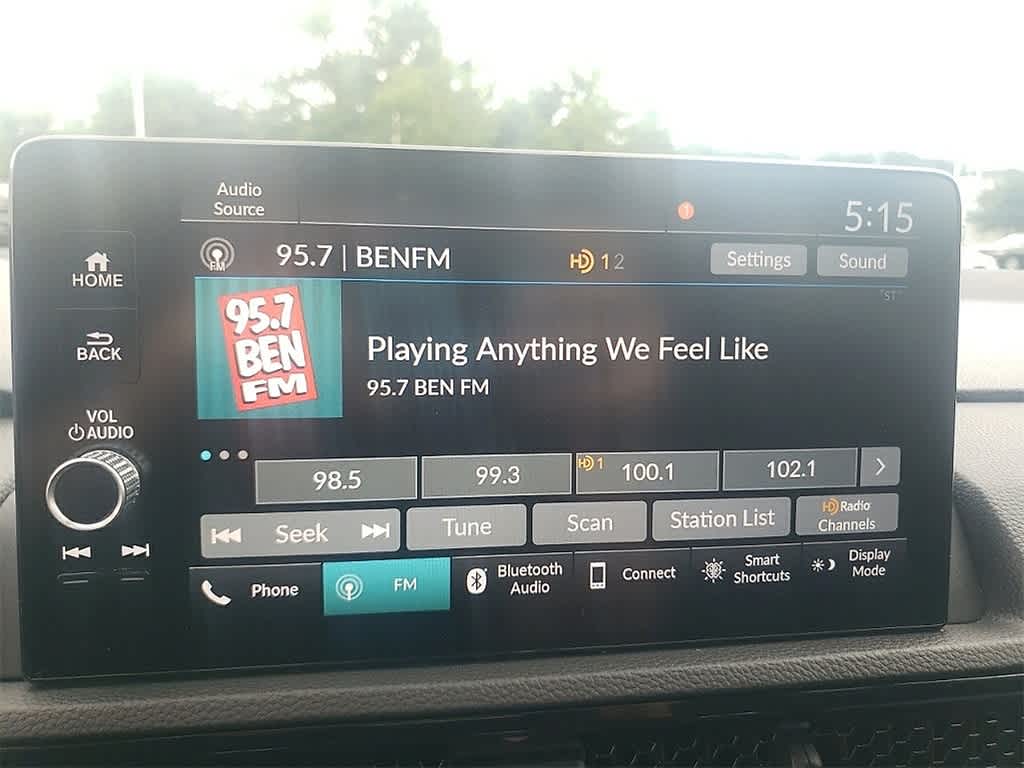 Audio
Source
1
5:15
FM
95.7 | BENFM
HD 1 2
Settings
Sound
"ST"
HOME
95.7
BEN
FM
Playing Anything We Feel Like
95.7 BEN FM
BACK
VOL
AUDIO
98.5
99.3
HD 1
100.1
102.1
Seek
Tune
Scan
Station List
HD Radio
Channels
Phone
FM
Bluetooth
Audio
Connect
Smart
Shortcuts
Display
Mode